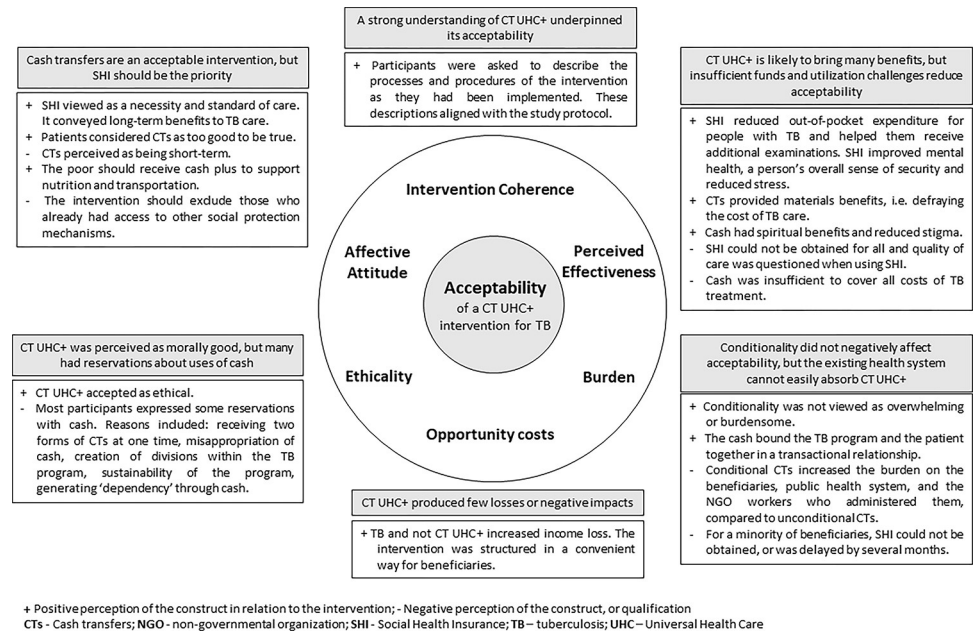 A strong understanding of CT UHC+ underpinned
its acceptability
+ Participants were asked to describe the
processes and procedures of the intervention
as they had been implemented. These
descriptions aligned with the study protocol.
Cash transfers are an acceptable intervention, but
SHI should be the priority
+ SHI viewed as a necessity and standard of care.
It conveyed long-term benefits to TB care.
+ Patients considered CTs as too good to be true.
- CTs perceived as being short-term.
+ The poor should receive cash plus to support
nutrition and transportation.
- The intervention should exclude those who
already had access to other social protection
mechanisms.
CT UHC+ is likely to bring many benefits, but
insufficient funds and utilization challenges reduce
acceptability
+ SHI reduced out-of-pocket expenditure for
people with TB and helped them receive
additional examinations. SHI improved mental
health, a person's overall sense of security and
reduced stress.
+ CTs provided materials benefits, i.e. defraying
the cost of TB care.
+ Cash had spiritual benefits and reduced stigma.
- SHI could not be obtained for all and quality of
care was questioned when using SHI.
- Cash was insufficient to cover all costs of TB
treatment.
Intervention Coherence
Affective
Attitude
Perceived
Effectiveness
Acceptability
of a CT UHC+
intervention for TB
Ethicality
Burden
Opportunity costs
CT UHC+ was perceived as morally good, but many
had reservations about uses of cash
+ CT UHC+ accepted as ethical.
- Most participants expressed some reservations
with cash. Reasons included: receiving two
forms of CTs at one time, misappropriation of
cash, creation of divisions within the TB
program, sustainability of the program,
generating 'dependency' through cash.
Conditionality did not negatively affect
acceptability, but the existing health system
cannot easily absorb CT UHC+
+ Conditionality was not viewed as overwhelming
or burdensome.
+ The cash bound the TB program and the patient
together in a transactional relationship.
- Conditional CTs increased the burden on the
beneficiaries, public health system, and the
NGO workers who administered them,
compared to unconditional CTs.
- For a minority of beneficiaries, SHI could not be
obtained, or was delayed by several months.
CT UHC+ produced few losses or negative impacts
+ TB and not CT UHC+ increased income loss. The
intervention was structured in a convenient
way for beneficiaries.
+ Positive perception of the construct in relation to the intervention; - Negative perception of the construct, or qualification
CTs - Cash transfers; NGO - non-governmental organization; SHI - Social Health Insurance; TB – tuberculosis; UHC – Universal Health Care